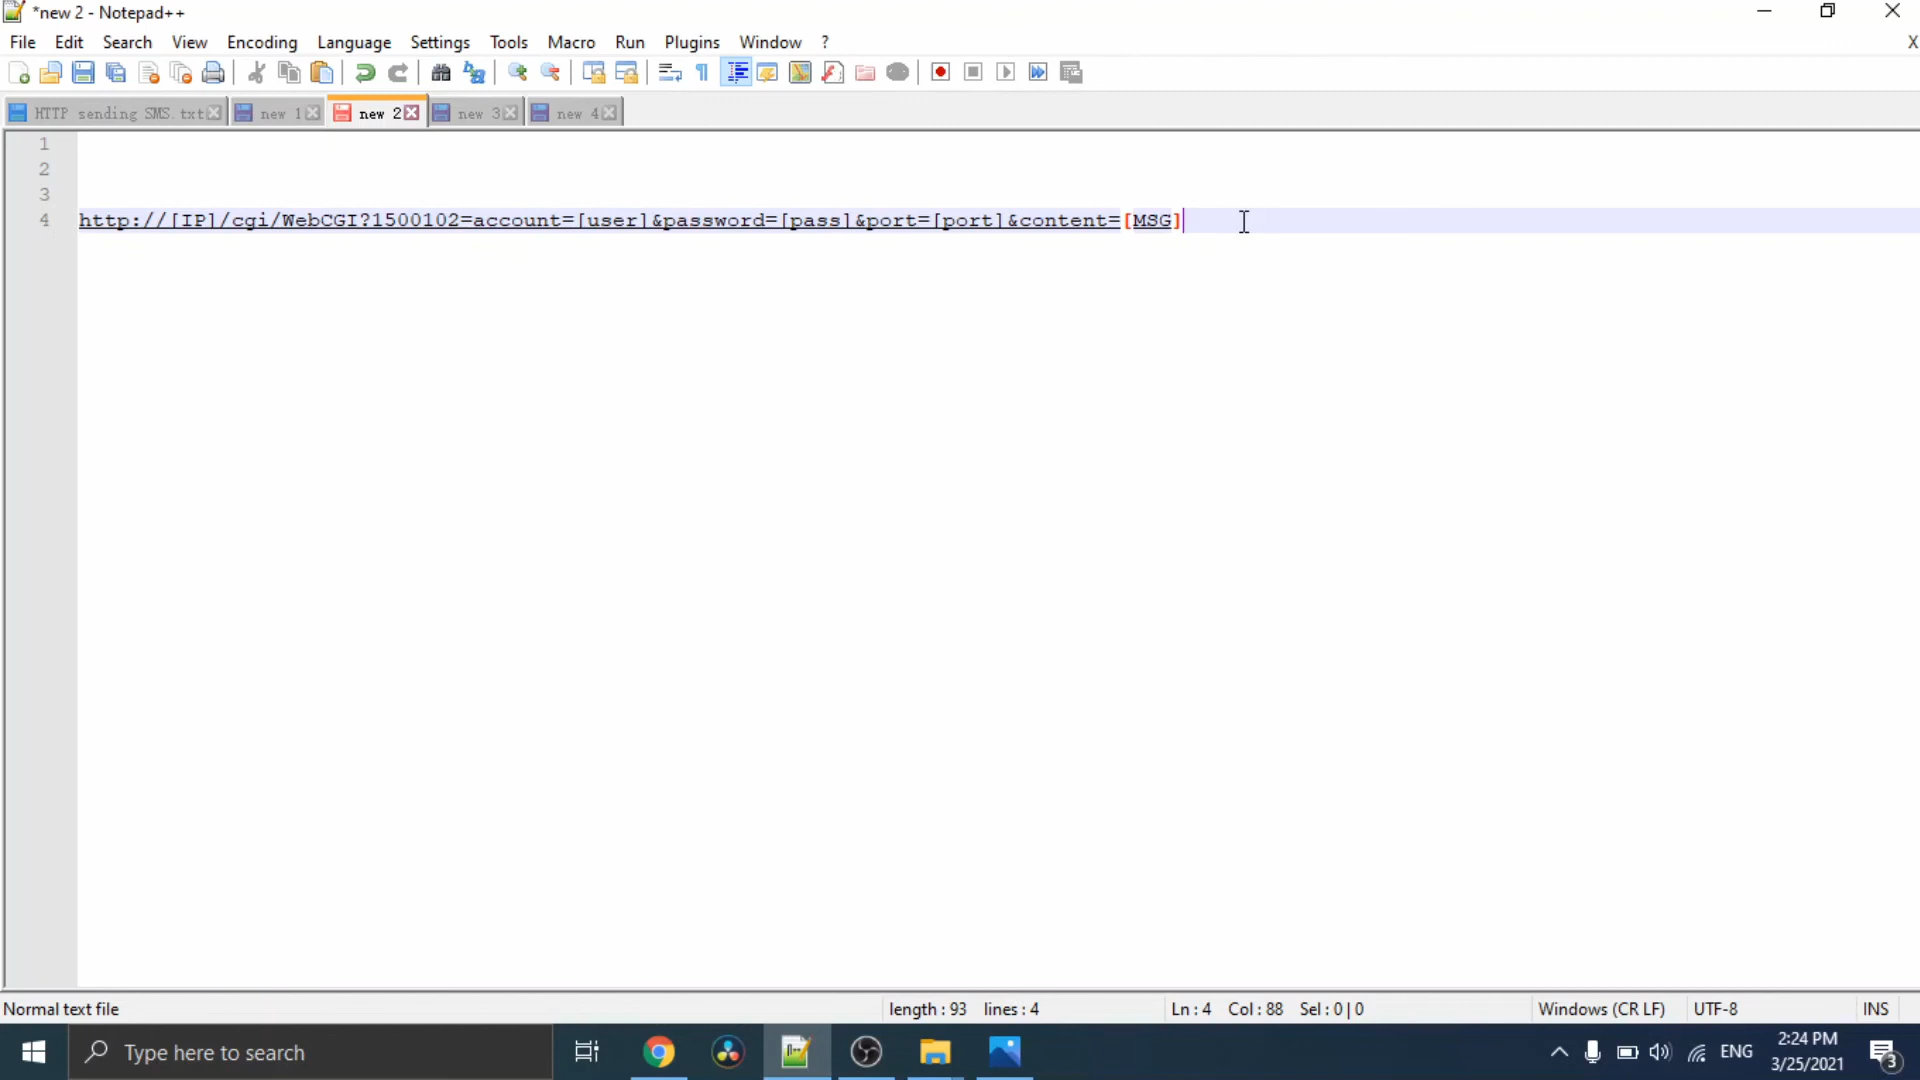 *new 2 - Notepad++
File Edit Search View Encoding Language Settings Tools Macro Run Plugins Window ? X
HTTP sending SMS.txt new 1 new 2 new 3 new 4
1
2
3
4 http://[IP]/cgi/WebCGI?1500102=account=[user]&password=[pass]&port=[port]&content=[MSG]
Normal text file length : 93 lines : 4 Ln : 4 Col : 88 Sel : 0 | 0 Windows (CR LF) UTF-8 INS
Type here to search ENG 2:24 PM
3/25/2021 3